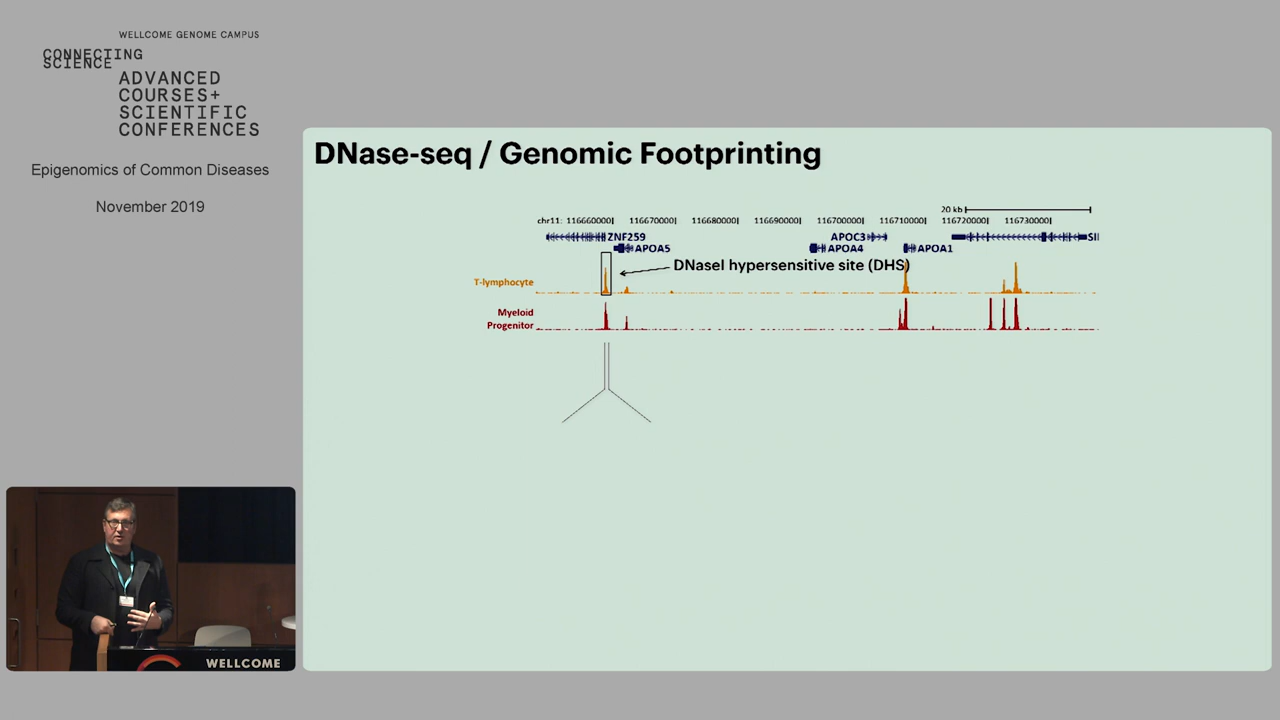 WELLCOME GENOME CAMPUS
CONNECTING
SCIENCE
ADVANCED
COURSES+
SCIENTIFIC
CONFERENCES
Epigenomics of Common Diseases
November 2019
DNase-seq / Genomic Footprinting
20 kb
chr11: 116660000 116670000 116680000 116690000 116700000 116710000 116720000 116730000
ZNF259 APOC3 SII
APOA5 APOA4 APOA1
DNaseI hypersensitive site (DHS)
T-lymphocyte
Myeloid
Progenitor
WELLCOME